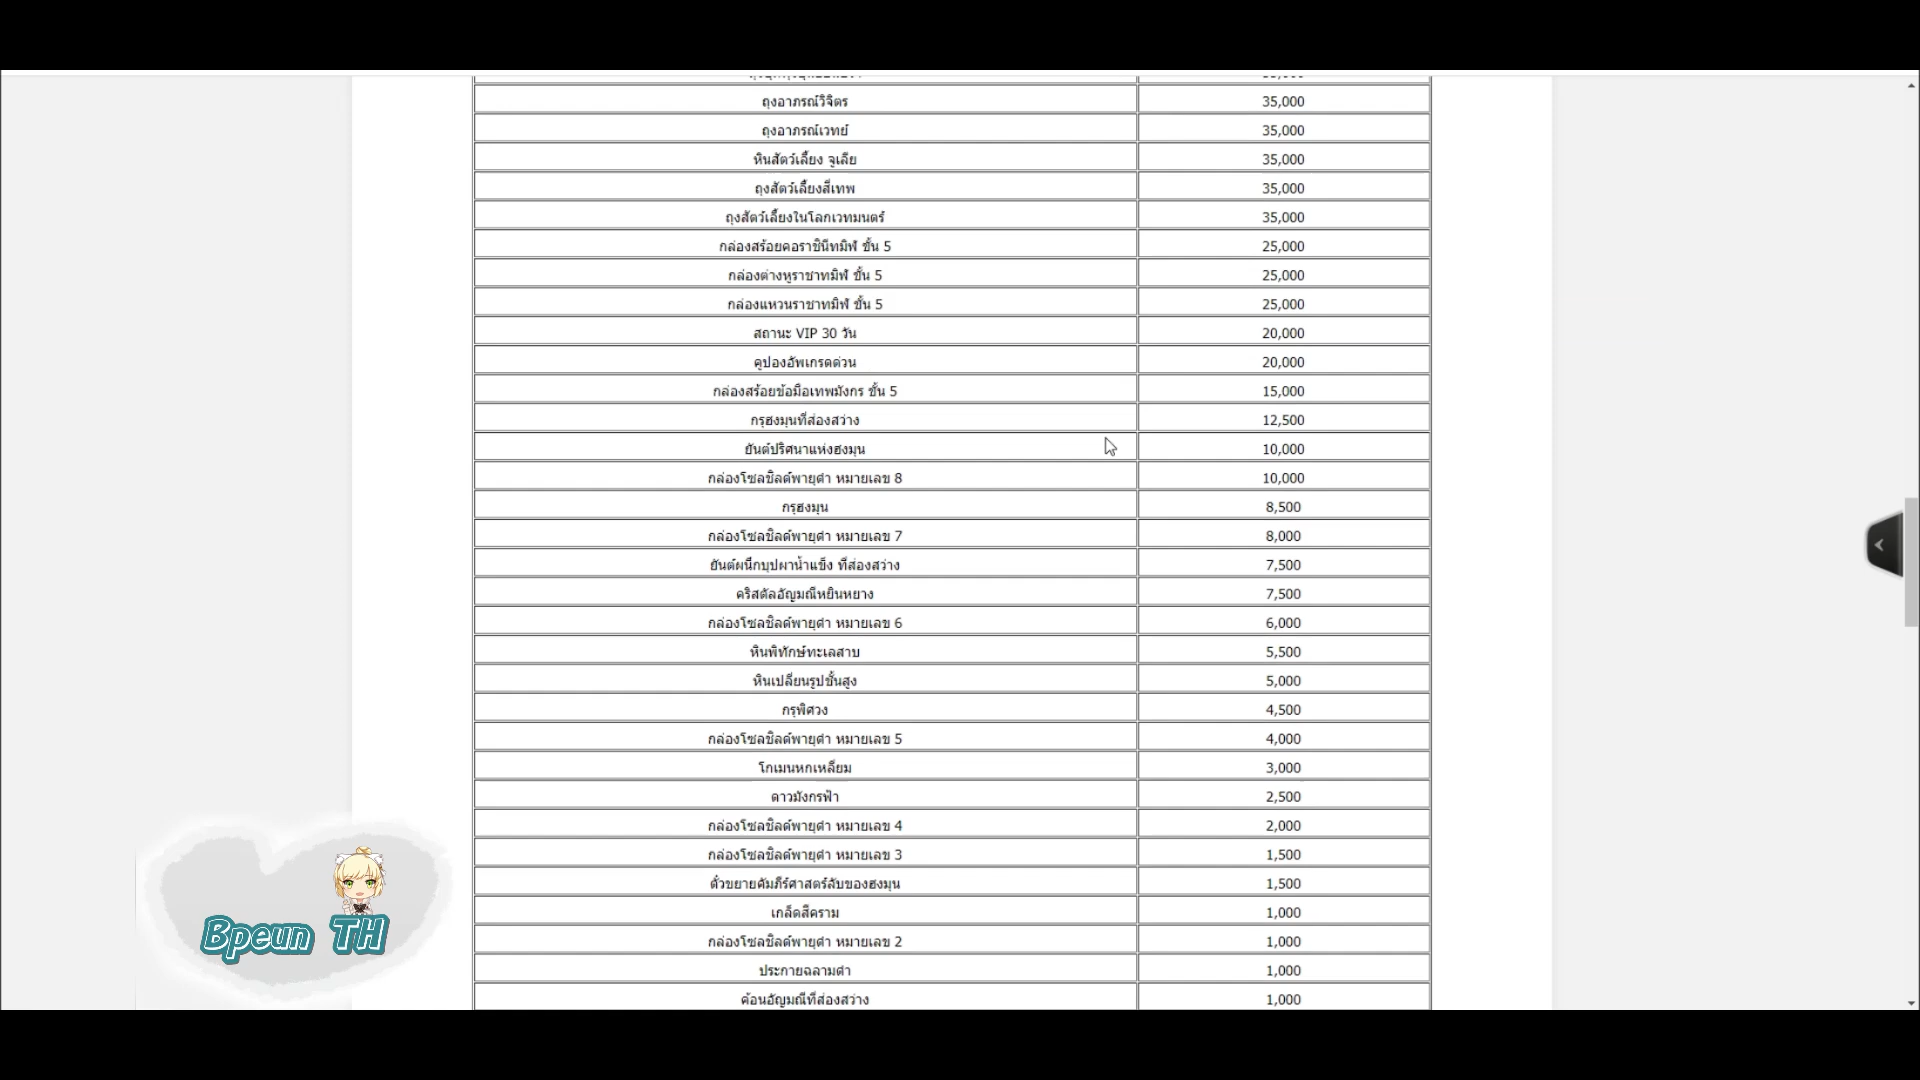 ถุงอาภรณ์วิจิตร 35,000
ถุงอาภรณ์เวทย์ 35,000
หินสัตว์เลี้ยง จูเลีย 35,000
ถุงสัตว์เลี้ยงสี่เทพ 35,000
ถุงสัตว์เลี้ยงในโลกเวทมนตร์ 35,000
กล่องสร้อยคอราชินีทมิฬ ขั้น 5 25,000
กล่องต่างหูราชาทมิฬ ขั้น 5 25,000
กล่องแหวนราชาทมิฬ ขั้น 5 25,000
สถานะ VIP 30 วัน 20,000
คูปองอัพเกรดด่วน 20,000
กล่องสร้อยข้อมือเทพมังกร ขั้น 5 15,000
กรุฮงมุนที่ส่องสว่าง 12,500
ยันต์ปริศนาแห่งฮงมุน 10,000
กล่องโซลชิลด์พายุดำ หมายเลข 8 10,000
กรุฮงมุน 8,500
กล่องโซลชิลด์พายุดำ หมายเลข 7 8,000
ยันต์ผนึกบุปผาน้ำแข็ง ที่ส่องสว่าง 7,500
คริสตัลอัญมณีหยินหยาง 7,500
กล่องโซลชิลด์พายุดำ หมายเลข 6 6,000
หินพิทักษ์ทะเลสาบ 5,500
หินเปลี่ยนรูปขั้นสูง 5,000
กรุพิศวง 4,500
กล่องโซลชิลด์พายุดำ หมายเลข 5 4,000
โกเมนหกเหลี่ยม 3,000
ดาวมังกรฟ้า 2,500
กล่องโซลชิลด์พายุดำ หมายเลข 4 2,000
กล่องโซลชิลด์พายุดำ หมายเลข 3 1,500
ตั๋วขยายคัมภีร์ศาสตร์ลับของฮงมุน 1,500
เกล็ดสีคราม 1,000
กล่องโซลชิลด์พายุดำ หมายเลข 2 1,000
ประกายฉลามดำ 1,000
ค้อนอัญมณีที่ส่องสว่าง 1,000
Bpeun TH